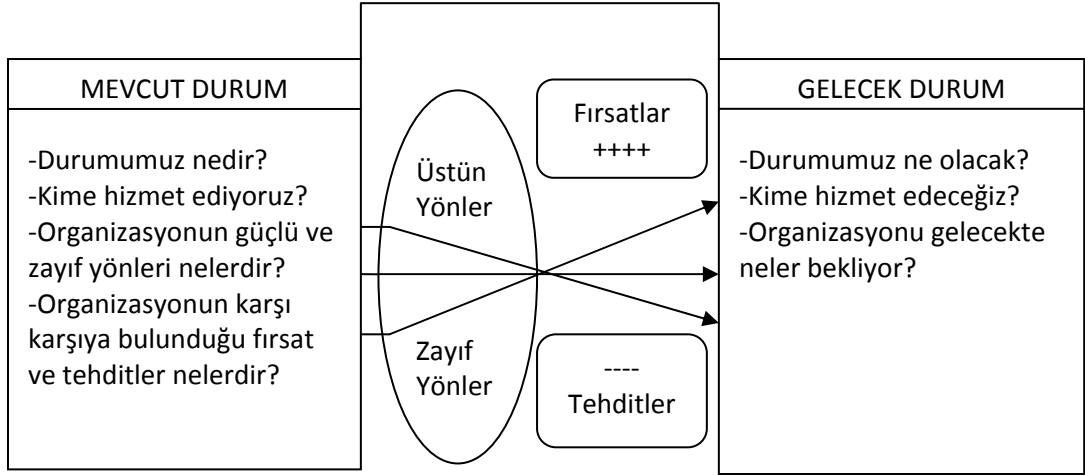 MEVCUT DURUM
-Durumumuz nedir?
-Kime hizmet ediyoruz?
-Organizasyonun güçlü ve
zayıf yönleri nelerdir?
-Organizasyonun karşı
karşıya bulunduğu fırsat
ve tehditler nelerdir?
Üstün
Yönler
Zayıf
Yönler
Fırsatlar
++++
----
Tehditler
GELECEK DURUM
-Durumumuz ne olacak?
-Kime hizmet edeceğiz?
-Organizasyonu gelecekte
neler bekliyor?